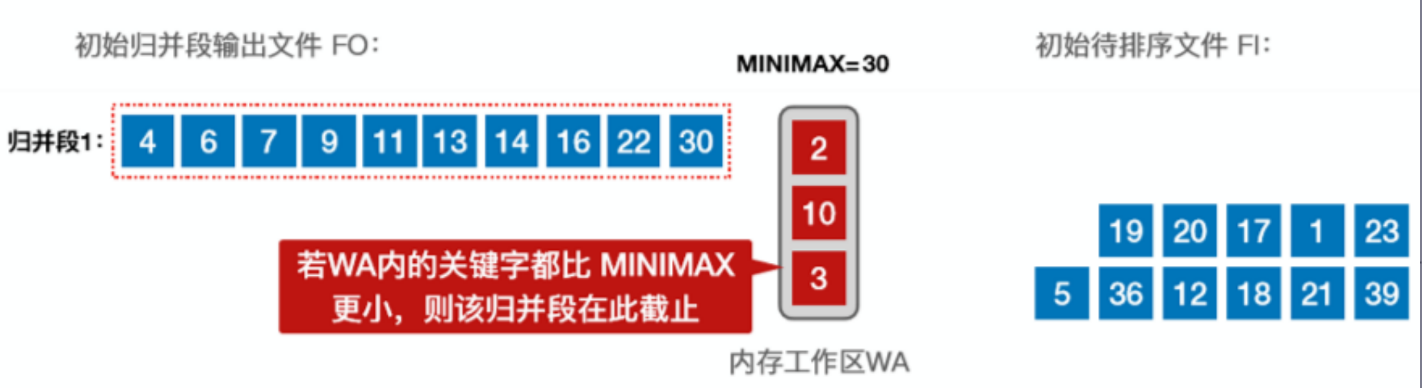 初始归并段输出文件 FO：
MINIMAX=30
初始待排序文件 FI：
归并段1：
4 6 7 9 11 13 14 16 22 30
2
10
3
若WA内的关键字都比 MINIMAX
更小，则该归并段在此截止
内存工作区WA
19 20 17 1 23
5 36 12 18 21 39